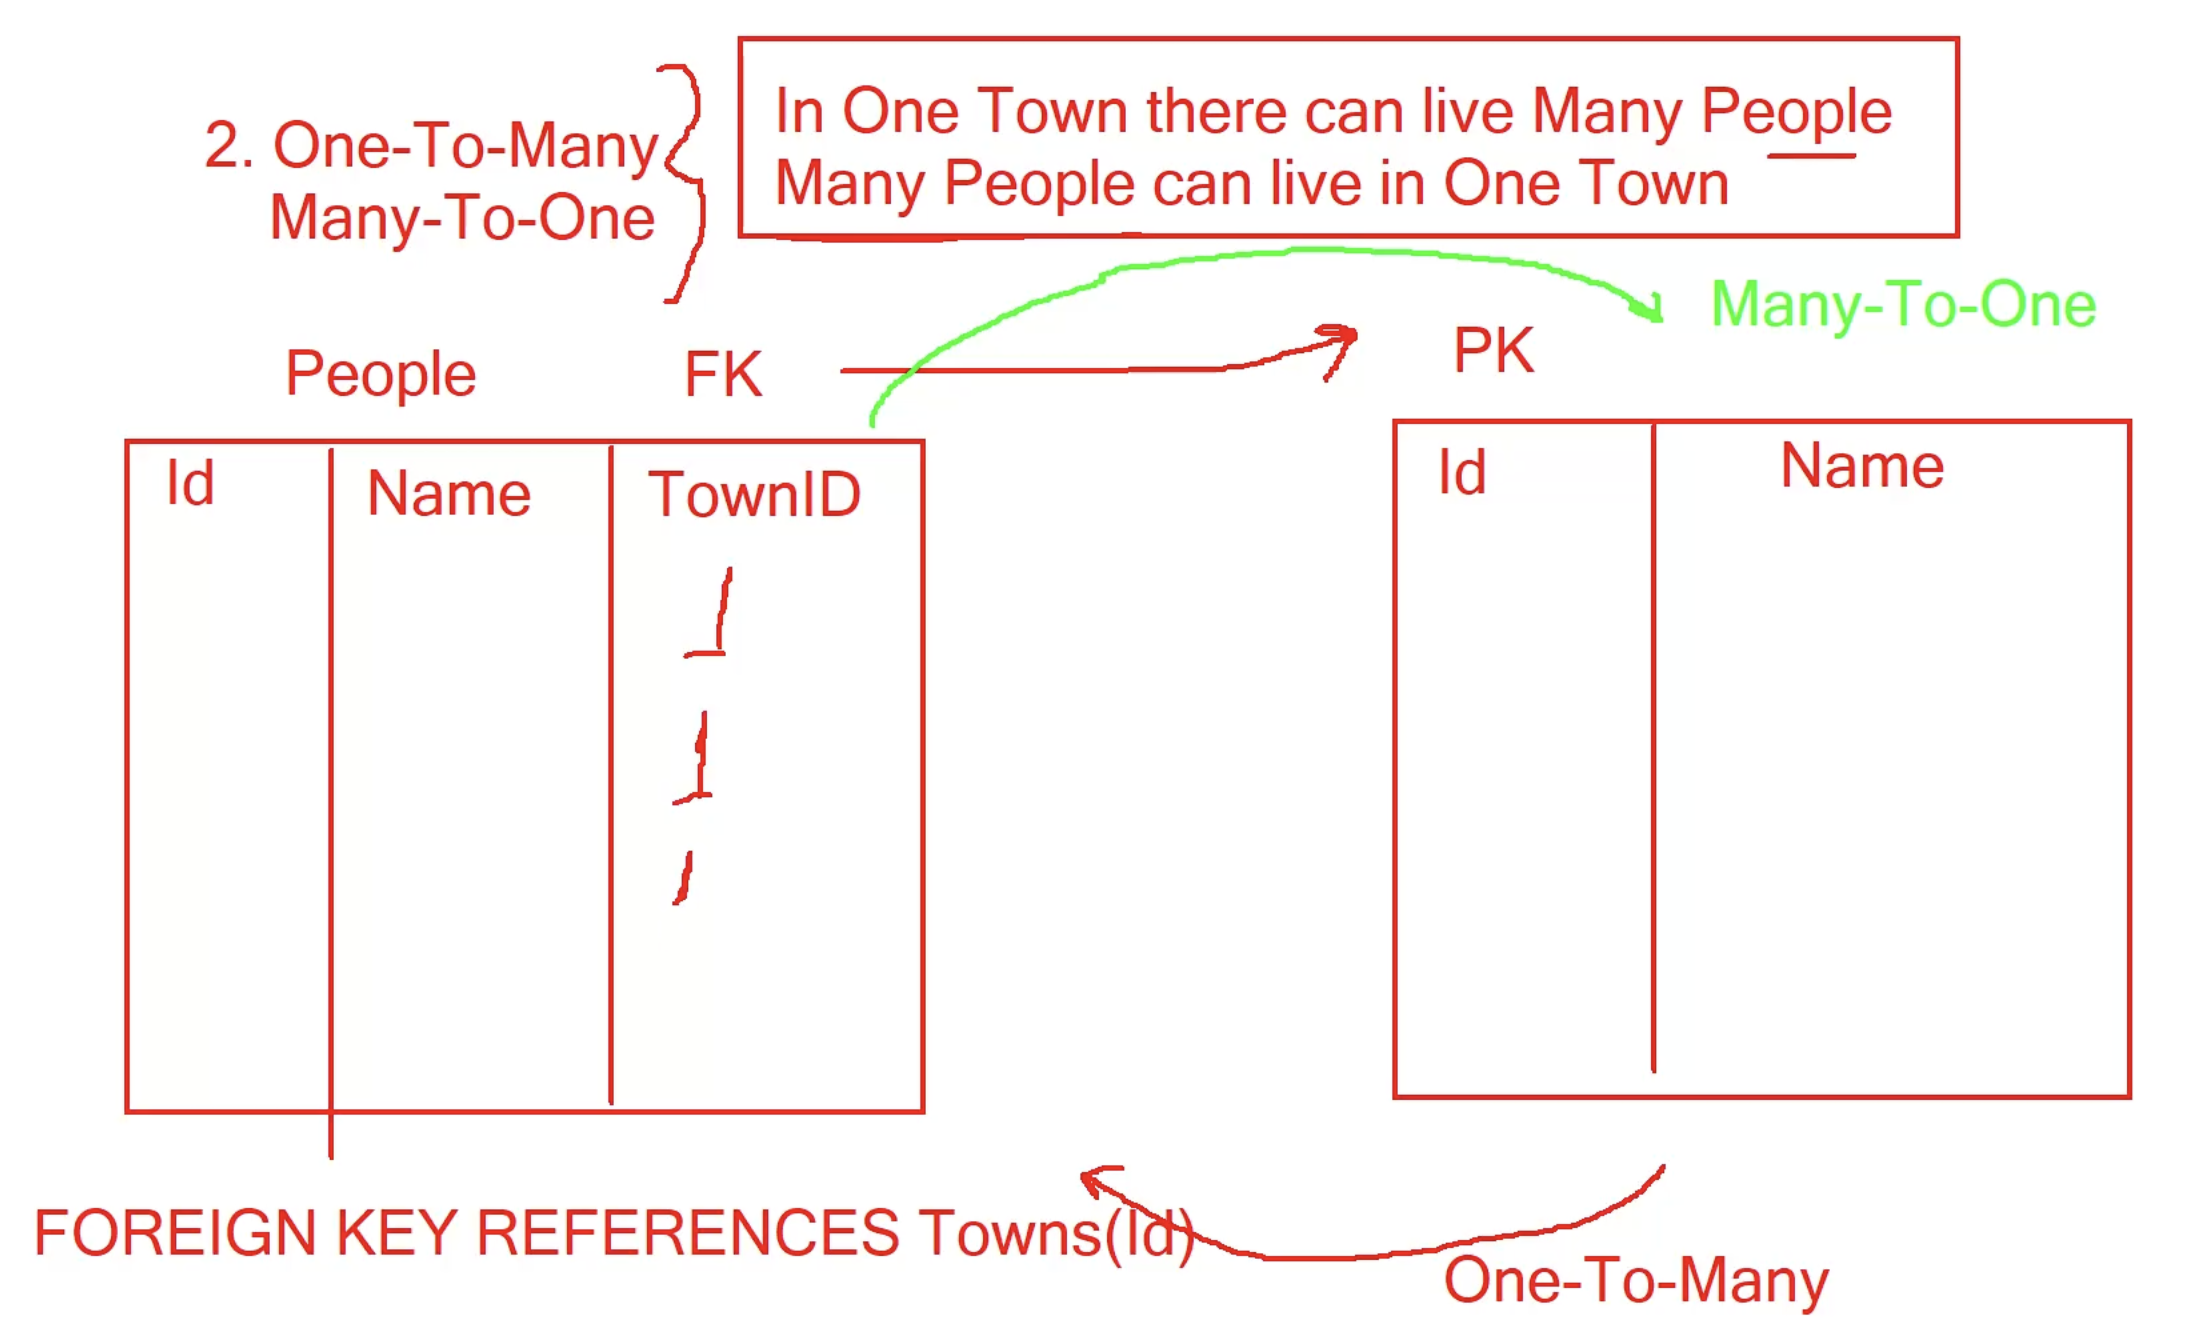 In One Town there can live Many People
2. One-To-Many
Many People can live in One Town
Many-To-One
Many-To-One
People
FK
PK
Id
Name
TownID
Id
Name
1
1
1
FOREIGN KEY REFERENCES Towns(Id)
One-To-Many